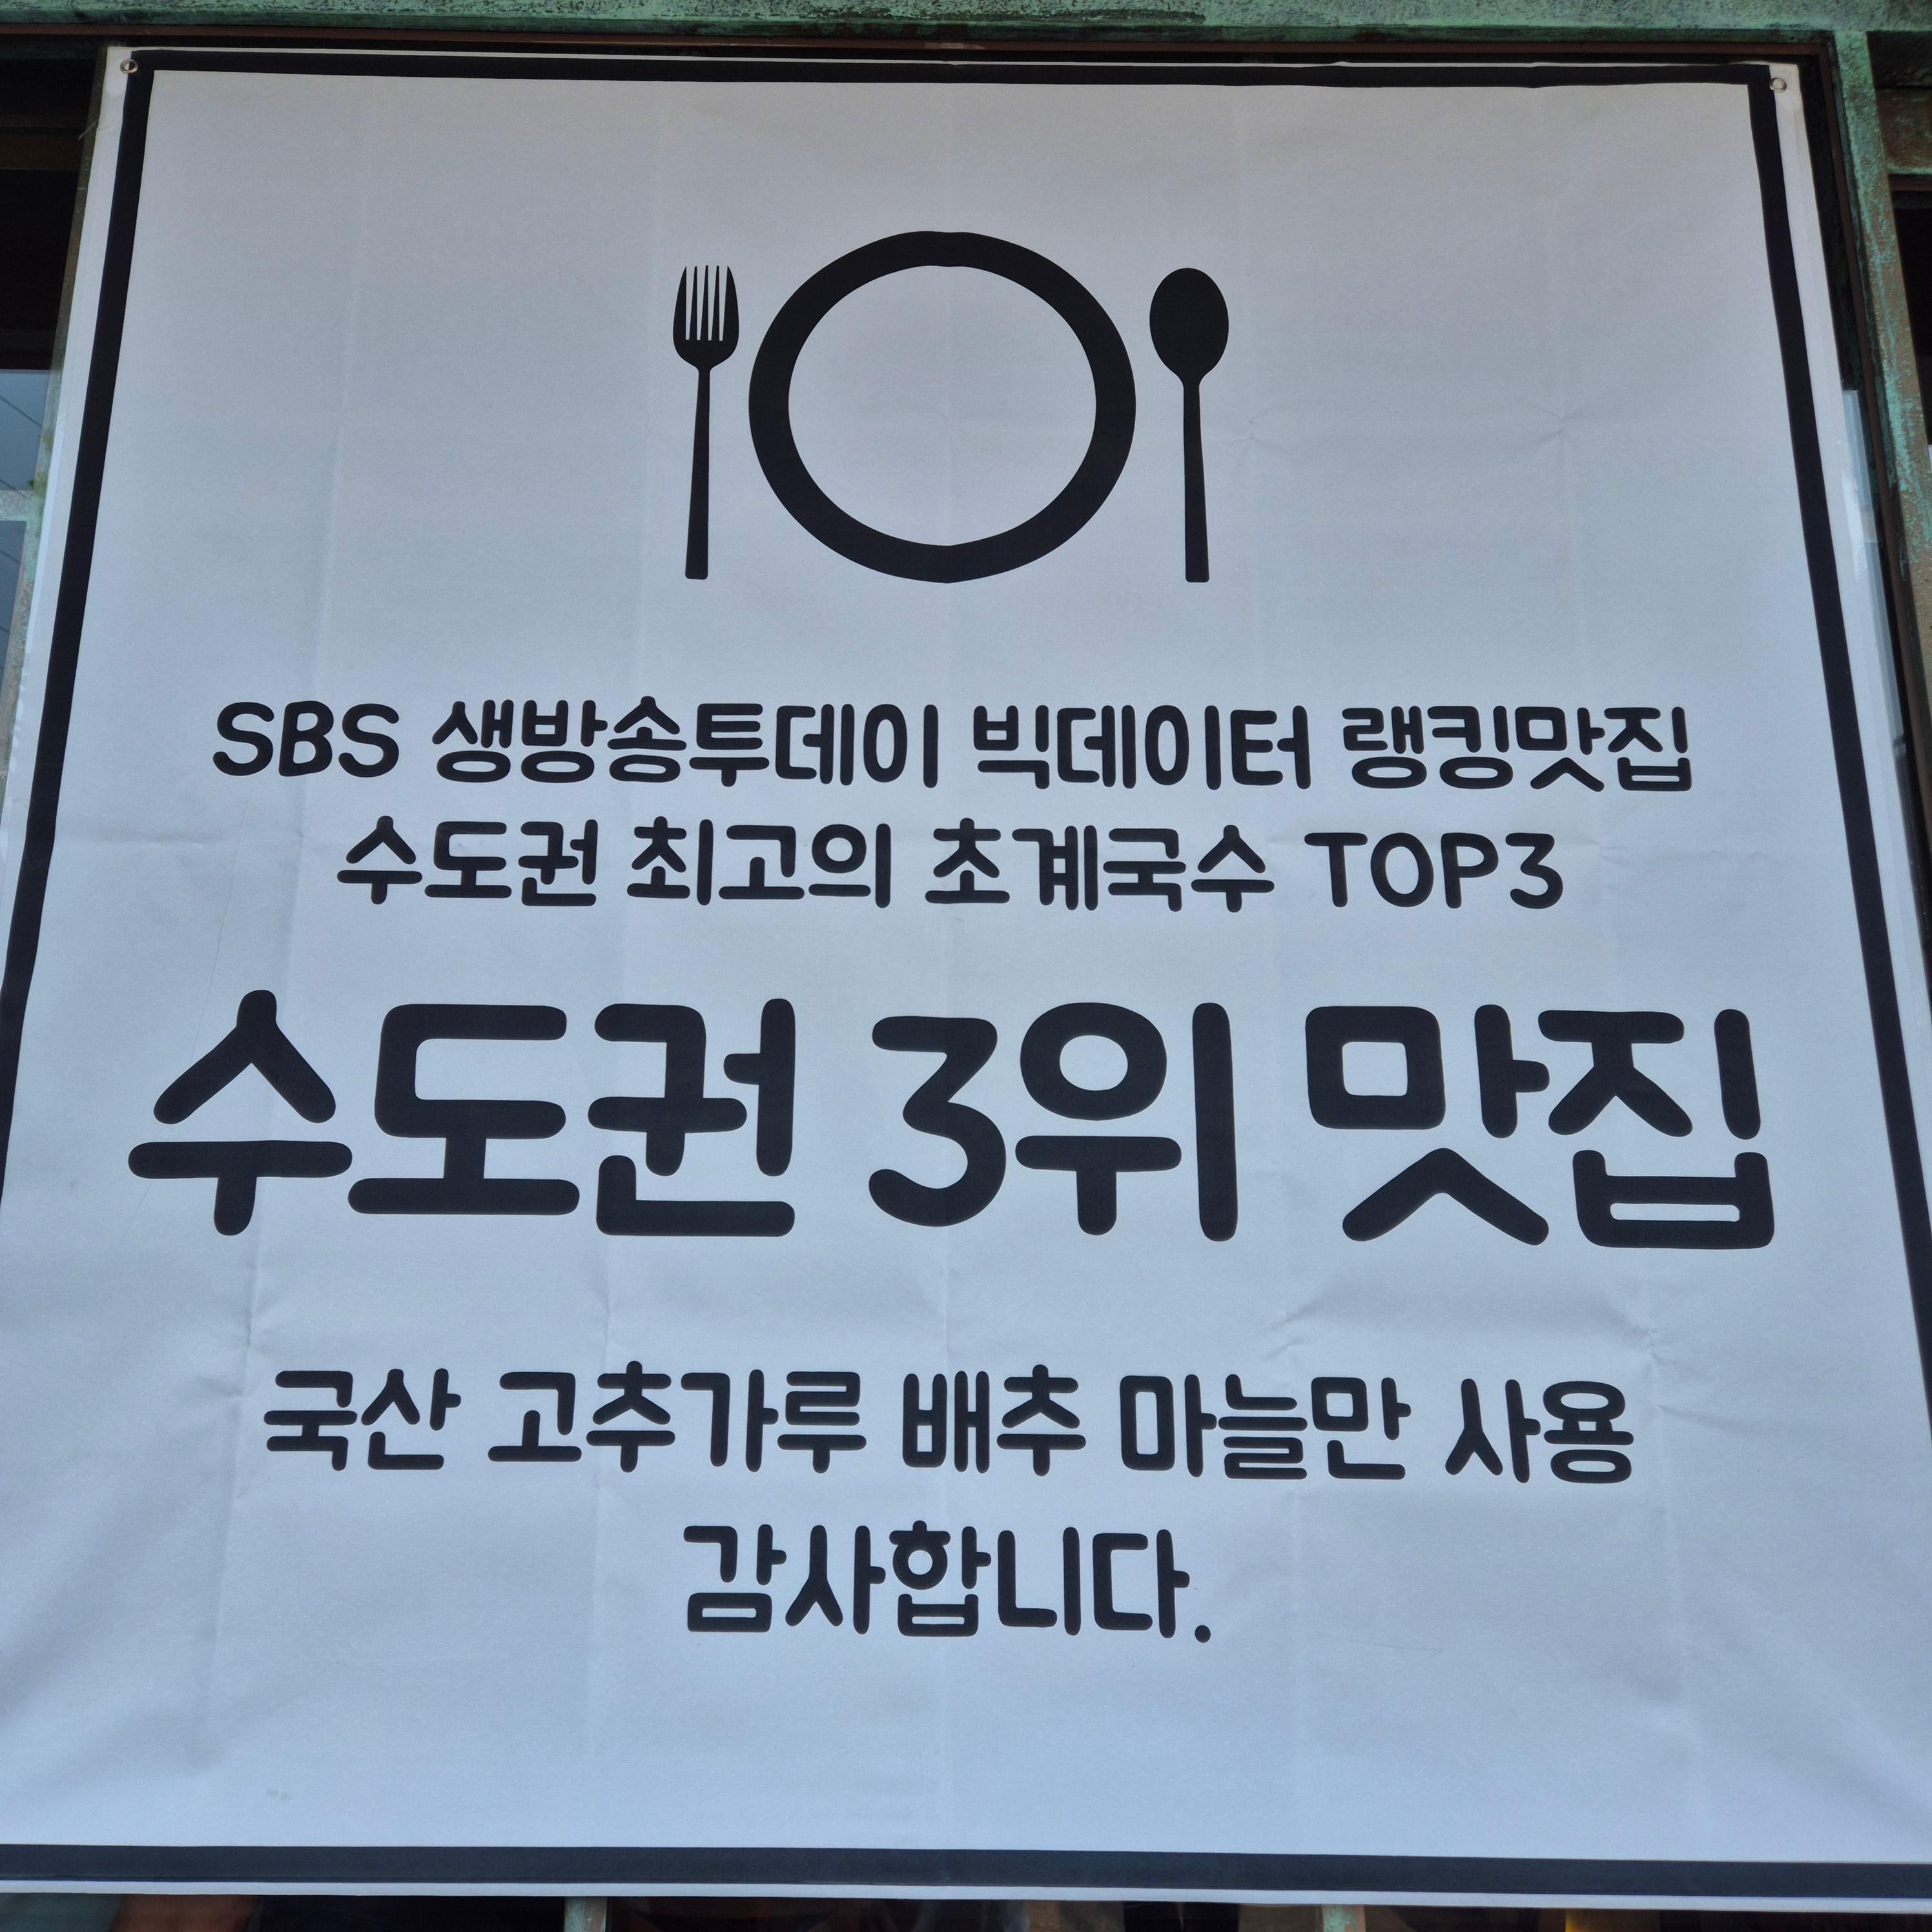 SBS 생방송투데이 빅데이터 랭킹맛집
수도권 최고의 초계국수 TOP3
수도권 3위 맛집
국산 고추가루 배추 마늘만 사용
감사합니다.